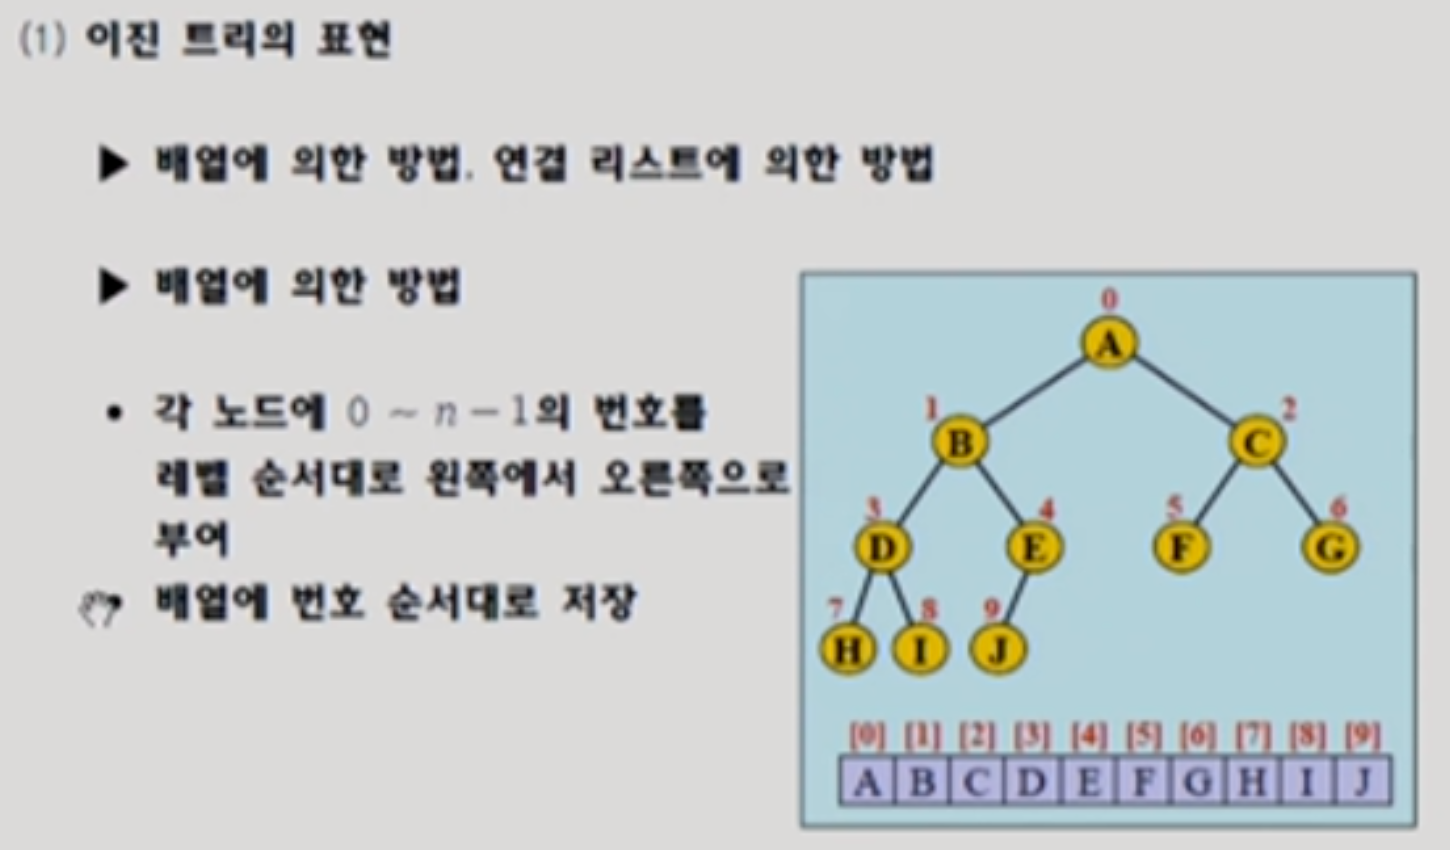 (1) 이진 트리의 표현
▶ 배열에 의한 방법, 연결 리스트에 의한 방법
▶ 배열에 의한 방법
• 각 노드에 0 ~ n − 1의 번호를
레벨 순서대로 왼쪽에서 오른쪽으로
부여
배열에 번호 순서대로 저장
0
A
1 2
B C
3 4 5 6
D E F G
7 8 9
H I J
[0] [1] [2] [3] [4] [5] [6] [7] [8] [9]
A B C D E F G H I J